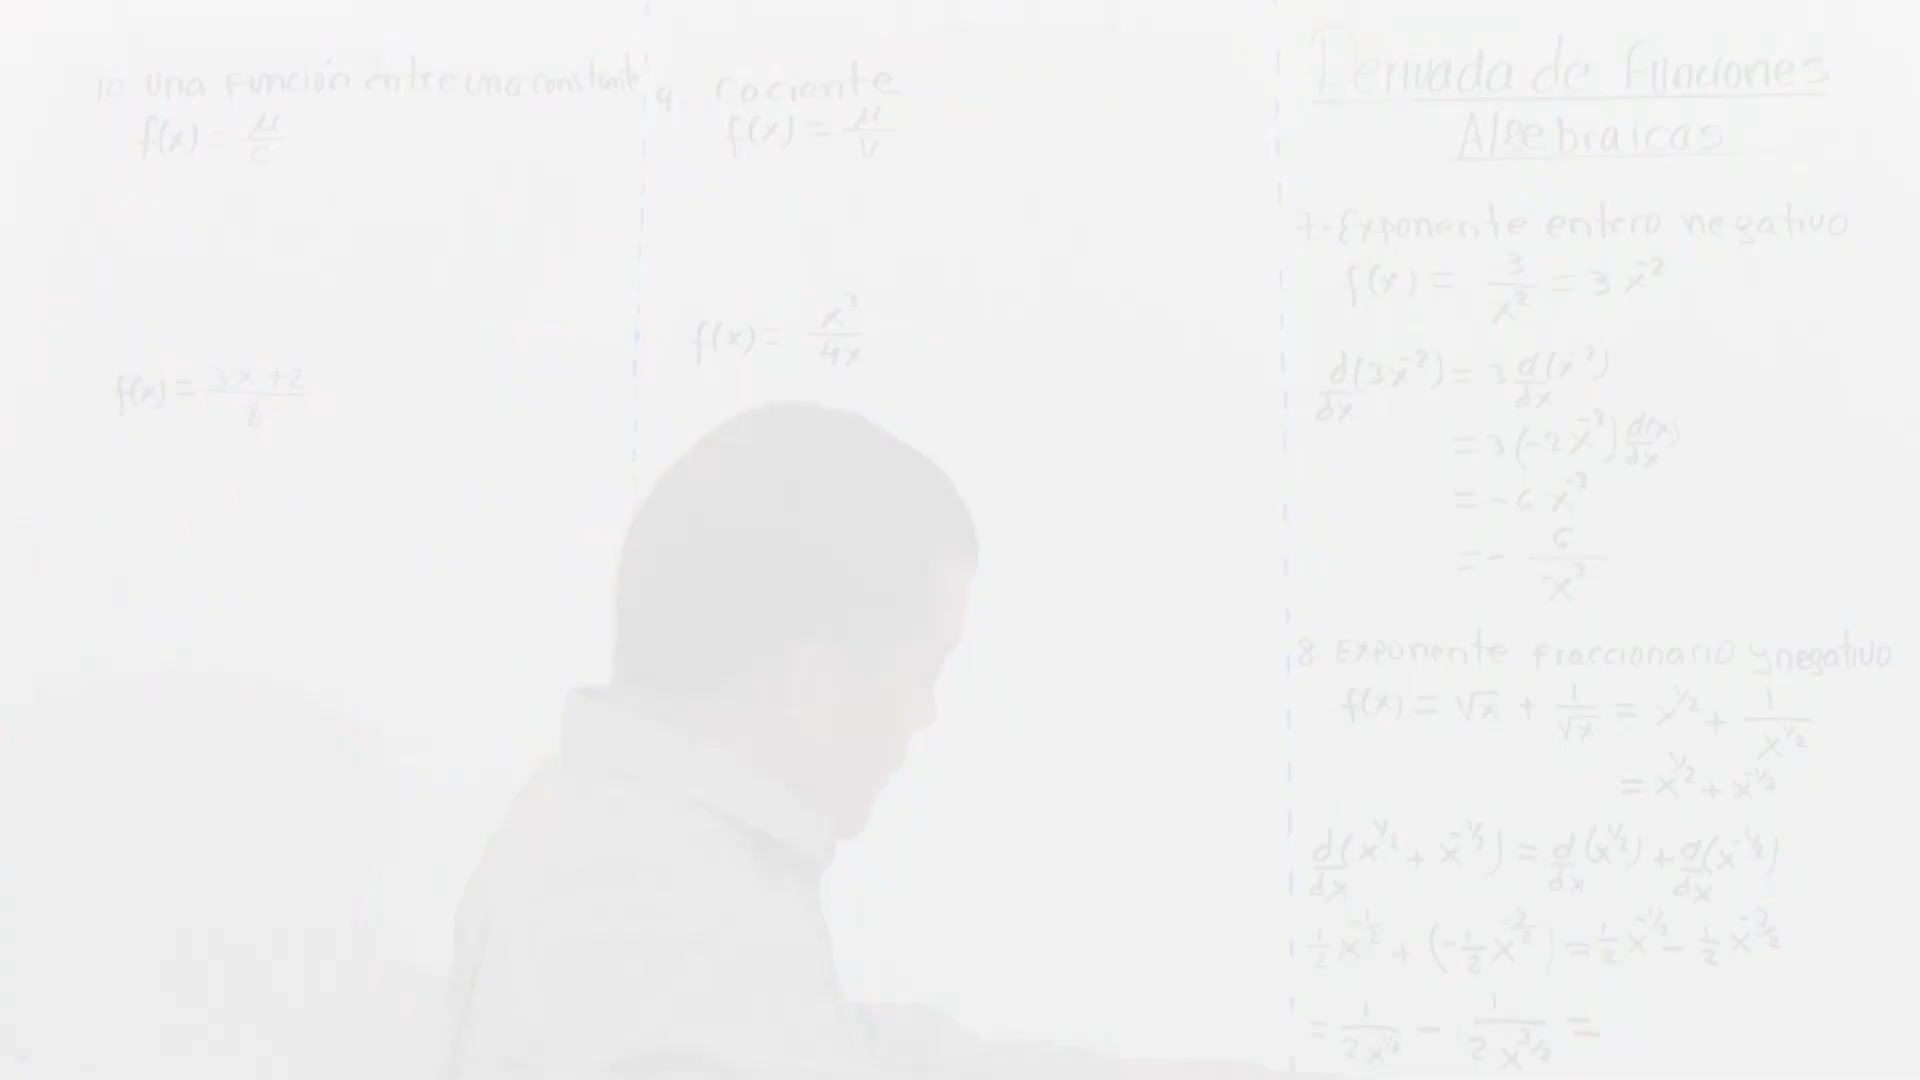 10 Una Función entre una constante
f(x) = μ/c
f(x) = 3x+2/8
9. Cociente
f(x) = μ/v
f(x) = x³/4x
Derivada de Funciones
Algebraicas
7-Exponente entero negativo
f(x) = 3/x² = 3x⁻²
d/dx(3x⁻²) = 3 d/dx(x⁻²)
= 3(-2x⁻³) d(x)/dx
= -6x⁻³
= - 6/x³
8 Exponente Fraccionario y negativo
f(x) = √x + 1/√x = x^½ + 1/x^½
= x^½ + x^-½
d/dx(x^½ + x^-½) = d/dx(x^½) + d/dx(x^-½)
½x^-½ + (-½x^-3/2) = ½x^-½ - ½x^-3/2
= 1/2x^½ - 1/2x^3/2 =